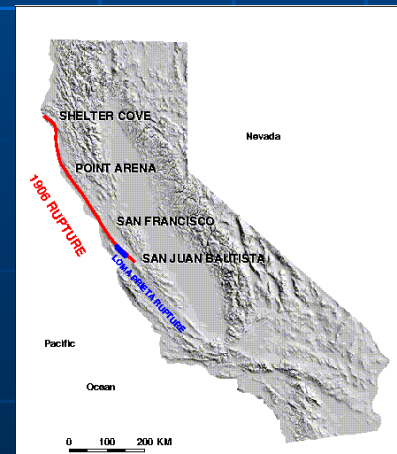 SHELTER COVE
Nevada
POINT ARENA
1906 RUPTURE
SAN FRANCISCO
SAN JUAN BAUTISTA
LOMA PRIETA RUPTURE
Pacific
Ocean
0 100 200 KM